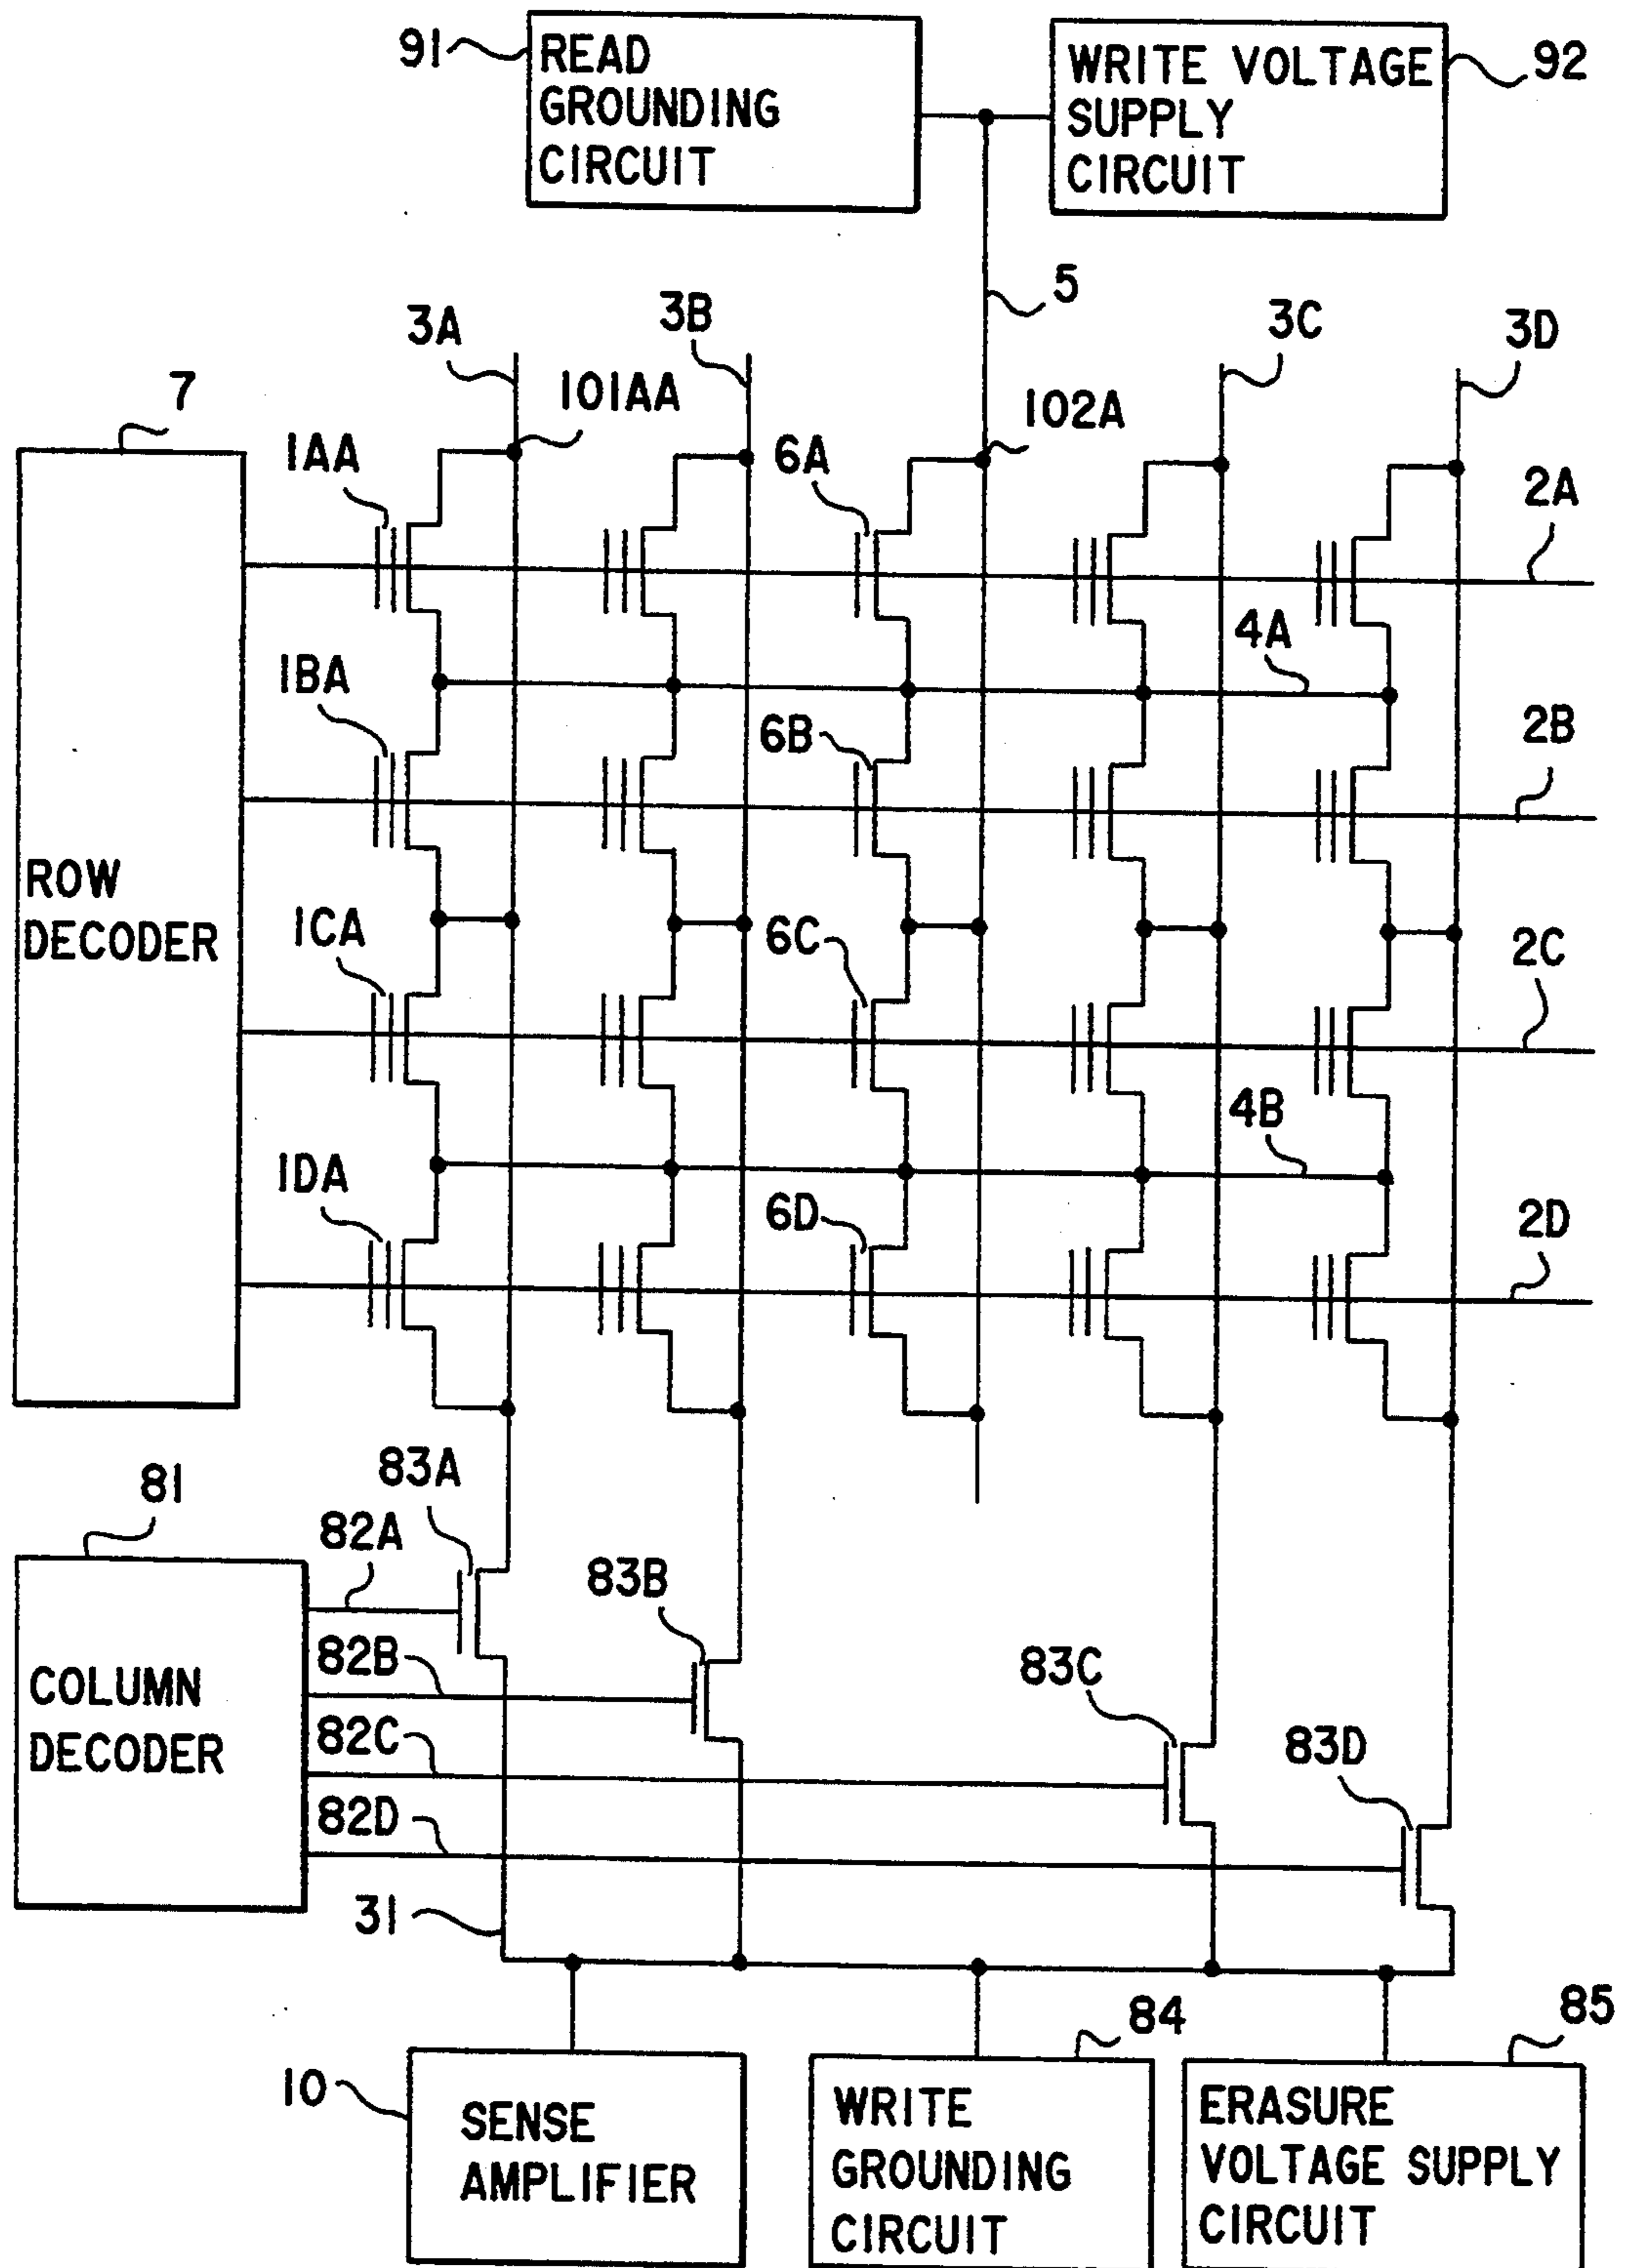 91
READ
GROUNDING
CIRCUIT
WRITE VOLTAGE
SUPPLY
CIRCUIT
92
5
3A
3B
3C
3D
7
101AA
102A
1AA
6A
2A
4A
1BA
6B
2B
ROW
DECODER
1CA
6C
2C
4B
1DA
6D
2D
83A
81
82A
83B
82B
83C
COLUMN
DECODER
82C
83D
82D
31
84
85
10
SENSE
AMPLIFIER
WRITE
GROUNDING
CIRCUIT
ERASURE
VOLTAGE SUPPLY
CIRCUIT